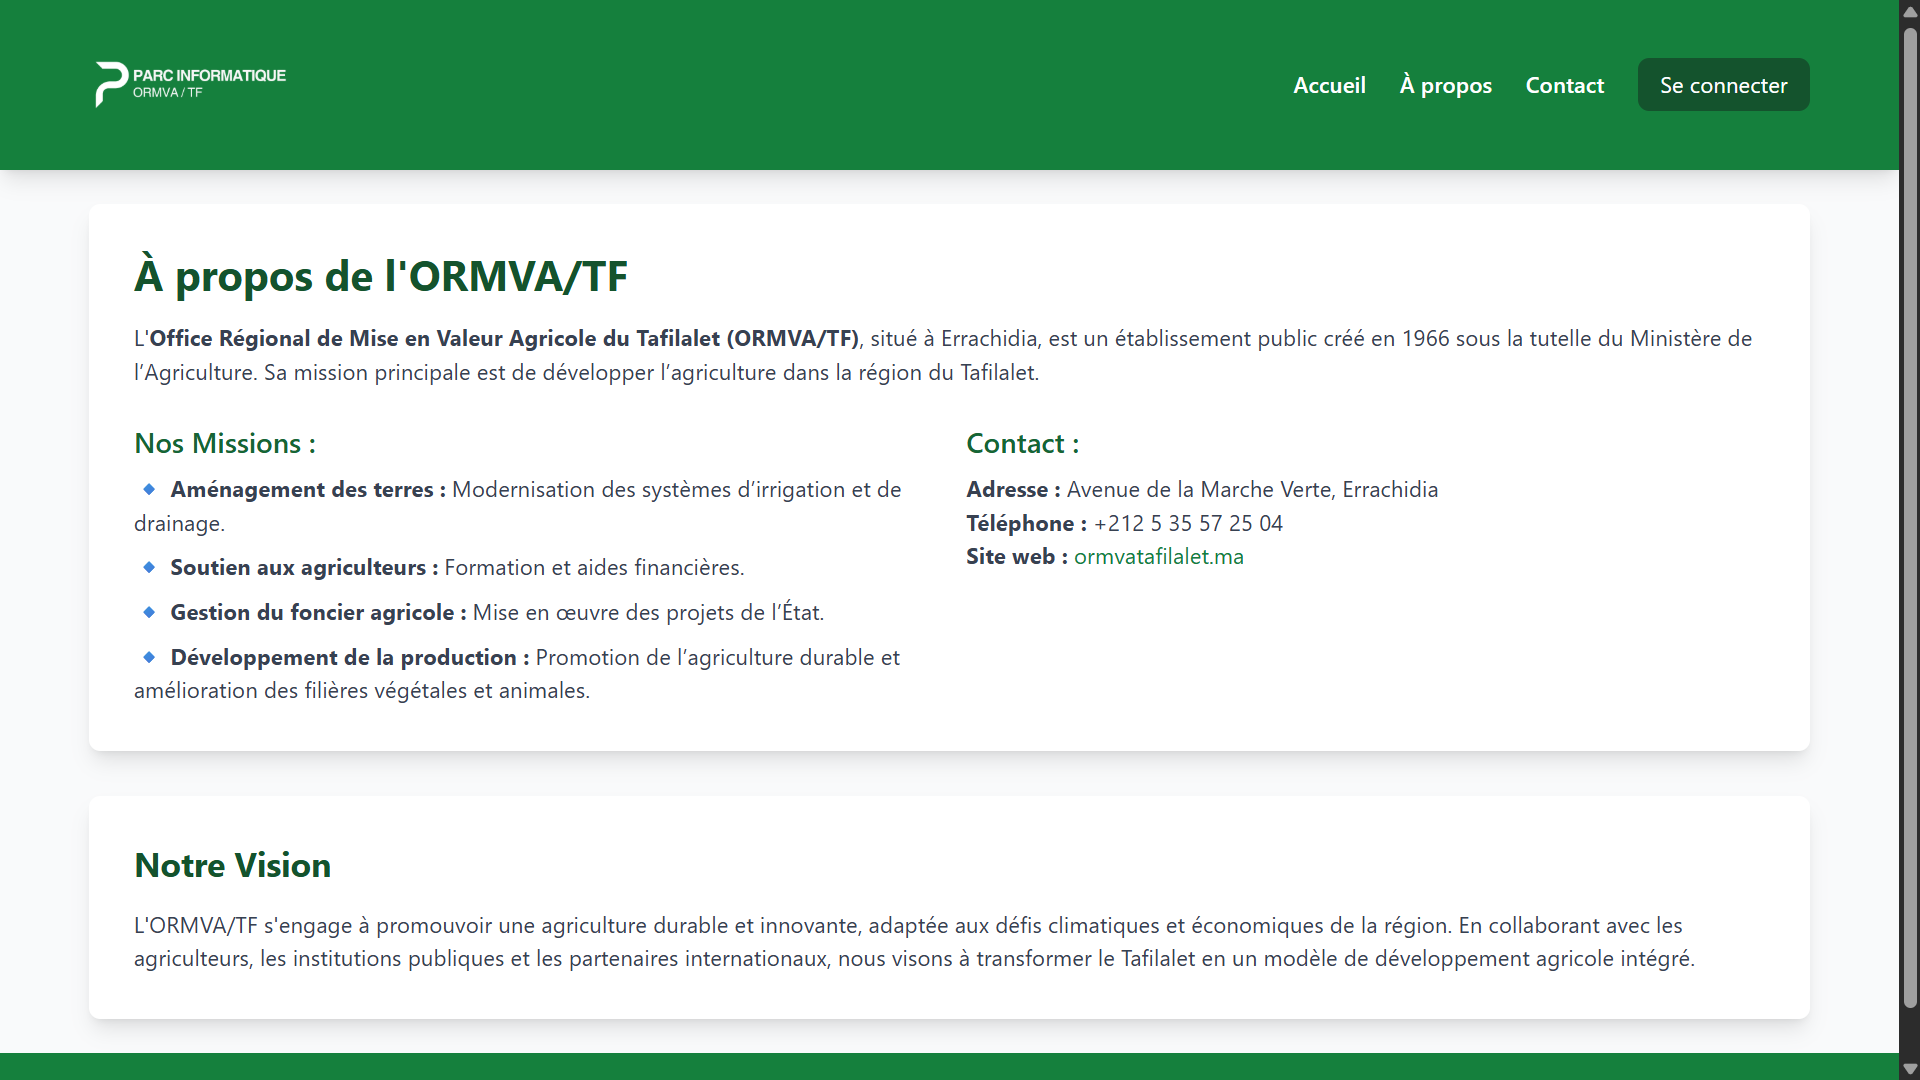 PARC INFORMATIQUE
ORMVA / TF
Accueil
À propos
Contact
Se connecter
À propos de l'ORMVA/TF
L'Office Régional de Mise en Valeur Agricole du Tafilalet (ORMVA/TF), situé à Errachidia, est un établissement public créé en 1966 sous la tutelle du Ministère de
l’Agriculture. Sa mission principale est de développer l’agriculture dans la région du Tafilalet.
Nos Missions :
🔹 Aménagement des terres : Modernisation des systèmes d’irrigation et de
drainage.
🔹 Soutien aux agriculteurs : Formation et aides financières.
🔹 Gestion du foncier agricole : Mise en œuvre des projets de l’État.
🔹 Développement de la production : Promotion de l’agriculture durable et
amélioration des filières végétales et animales.
Contact :
Adresse : Avenue de la Marche Verte, Errachidia
Téléphone : +212 5 35 57 25 04
Site web : ormvatafilalet.ma
Notre Vision
L'ORMVA/TF s'engage à promouvoir une agriculture durable et innovante, adaptée aux défis climatiques et économiques de la région. En collaborant avec les
agriculteurs, les institutions publiques et les partenaires internationaux, nous visons à transformer le Tafilalet en un modèle de développement agricole intégré.